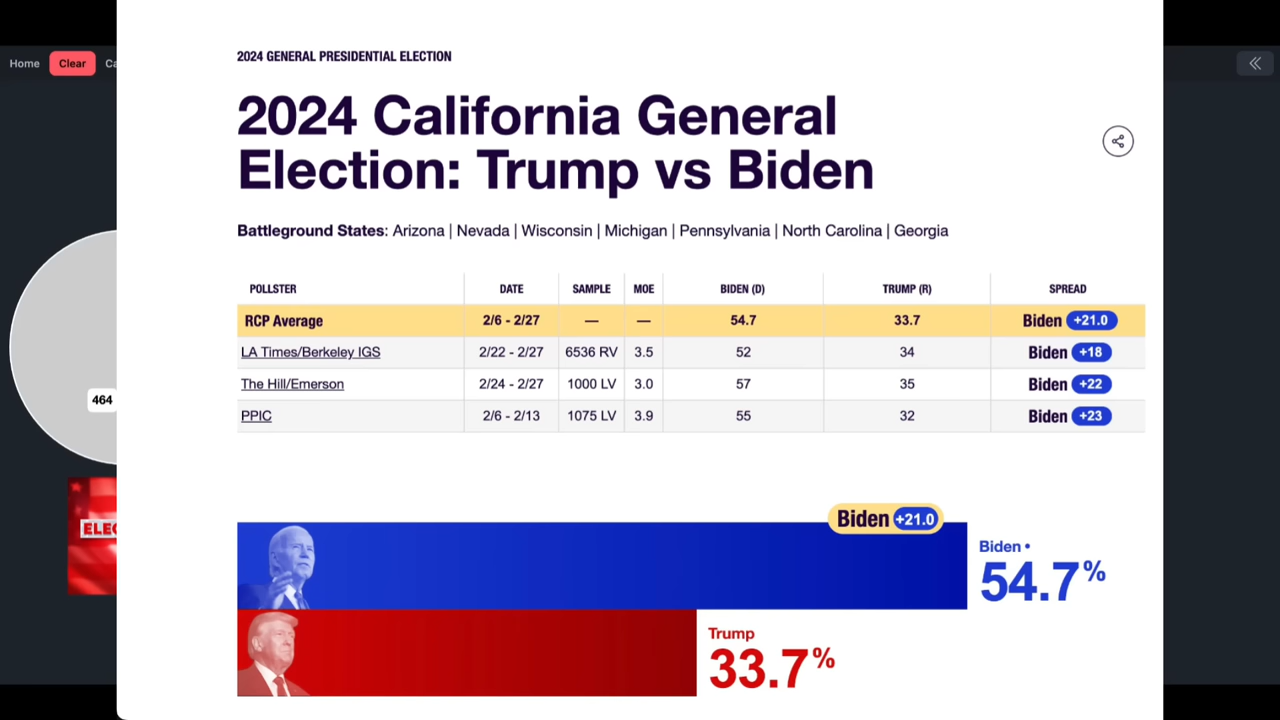 Home Clear
2024 GENERAL PRESIDENTIAL ELECTION
2024 California General
Election: Trump vs Biden
Battleground States: Arizona | Nevada | Wisconsin | Michigan | Pennsylvania | North Carolina | Georgia
POLLSTER DATE SAMPLE MOE BIDEN (D) TRUMP (R) SPREAD
RCP Average 2/6 - 2/27 — — 54.7 33.7 Biden +21.0
LA Times/Berkeley IGS 2/22 - 2/27 6536 RV 3.5 52 34 Biden +18
The Hill/Emerson 2/24 - 2/27 1000 LV 3.0 57 35 Biden +22
PPIC 2/6 - 2/13 1075 LV 3.9 55 32 Biden +23
464
Biden +21.0
Biden •
54.7%
Trump
33.7%